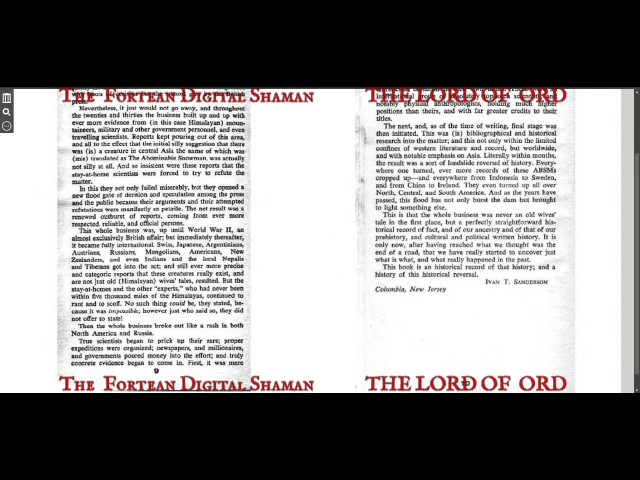 THE FORTEAN DIGITAL SHAMAN
Nevertheless, it just would not go away, and throughout
the twenties and thirties the business built up and up with
ever more evidence from (in this case Himalayan) moun-
taineers, military and other government personnel, and even
travelling scientists. Reports kept pouring out of this area,
and all to the effect that the initial silly suggestion that there
was (is) a creature in central Asia the name of which was
(mis) translated as The Abominable Snowman, was actually
not silly at all. And so insistent were these reports that the
stay-at-home scientists were forced to try to refute the
matter.
In this they not only failed miserably, but they opened a
new flood gate of derision and speculation among the press
and the public because their arguments and their attempted
refutations were manifestly so puerile. The net result was a
renewed outburst of reports, coming from ever more
respected, reliable, and official persons.
This whole business was, up until World War II, an
almost exclusively British affair; but immediately thereafter,
it became fully international. Swiss, Japanese, Argentinians,
Austrians, Russians, Mongolians, Americans, New
Zealanders, and even Indians and the local Nepalis
and Tibetans got into the act; and still ever more precise
and categoric reports that these creatures really exist, and
are not just old (Himalayan) wives' tales, resulted. But the
stay-at-homes and the other "experts," who had never been
within five thousand miles of the Himalayan, continued to
rant and to scoff. No such thing could be, they stated, be-
cause it was impossible; however just who said so, they did
not offer to state!
Then the whole business broke out like a rash in both
North America and Russia.
True scientists began to prick up their ears; proper
expeditions were organized; newspapers, and millionaires,
and governments poured money into the effort; and truly
concrete evidence began to come in. First, it was mere
9
THE FORTEAN DIGITAL SHAMAN
THE LORD OF ORD
notably physical anthropologists, holding much higher
positions than theirs, and with far greater credits to their
titles.
The next, and, as of the time of writing, final stage was
then initiated. This was (is) bibliographical and historical
research into the matter; and this not only within the limited
confines of western literature and record, but worldwide,
and with notable emphasis on Asia. Literally within months,
the result was a sort of landslide reversal of history. Every-
where one turned, ever more records of these ABSMs
cropped up—and everywhere from Indonesia to Sweden,
and from China to Ireland. They even turned up all over
North, Central, and South America. And as the years have
passed, this flood has not only burst the dam but brought
to light something else.
This is that the whole business was never an old wives'
tale in the first place, but a perfectly straightforward his-
torical record of fact, and of our ancestry and of that of our
prehistory, and cultural and political written history. It is
only now, after having reached what we thought was the
end of a road, that we have really started to uncover just
what is what, and what really happened in the past.
This book is an historical record of that history; and a
history of this historical reversal.
IVAN T. SANDERSON
Columbia, New Jersey
THE LORD OF ORD